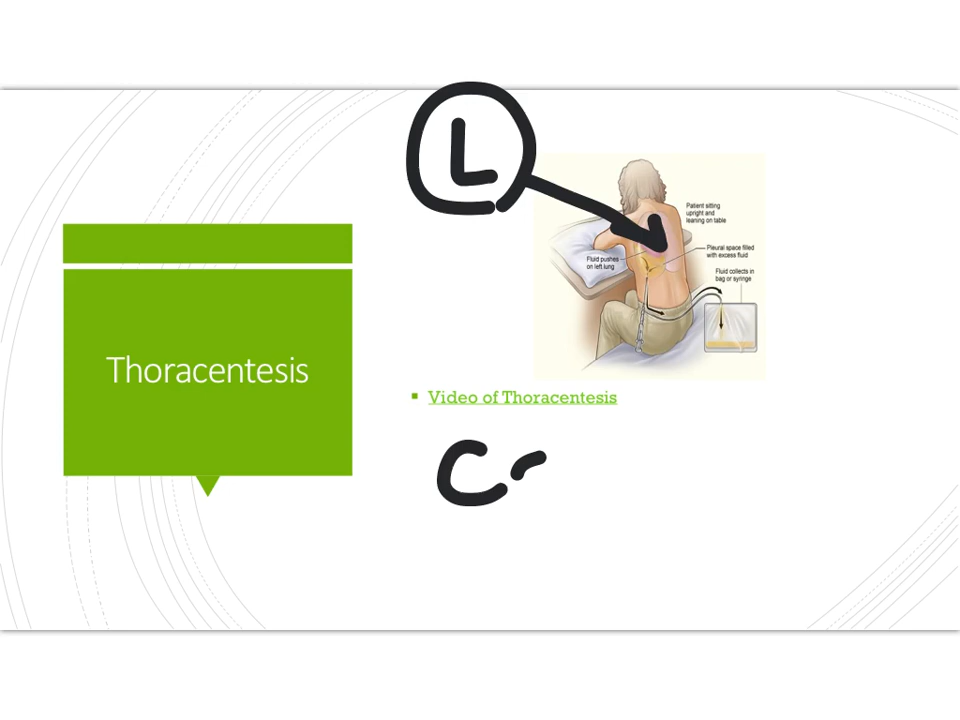 L
Patient sitting
upright and
leaning on table
Pleural space filled
with excess fluid
Fluid pushes
on left lung
Fluid collects in
bag or syringe
Thoracentesis
Video of Thoracentesis